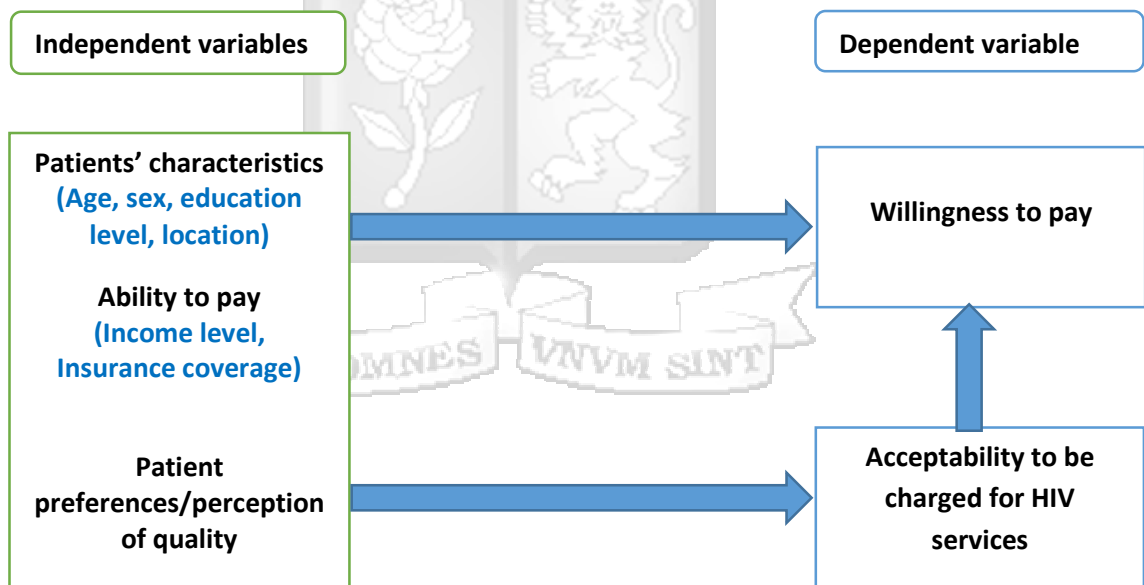 Independent variables
Dependent variable
Patients’ characteristics
(Age, sex, education
level, location)
Ability to pay
(Income level,
Insurance coverage)
Patient
preferences/perception
of quality
Willingness to pay
OMNES VNVM SINT
Acceptability to be
charged for HIV
services